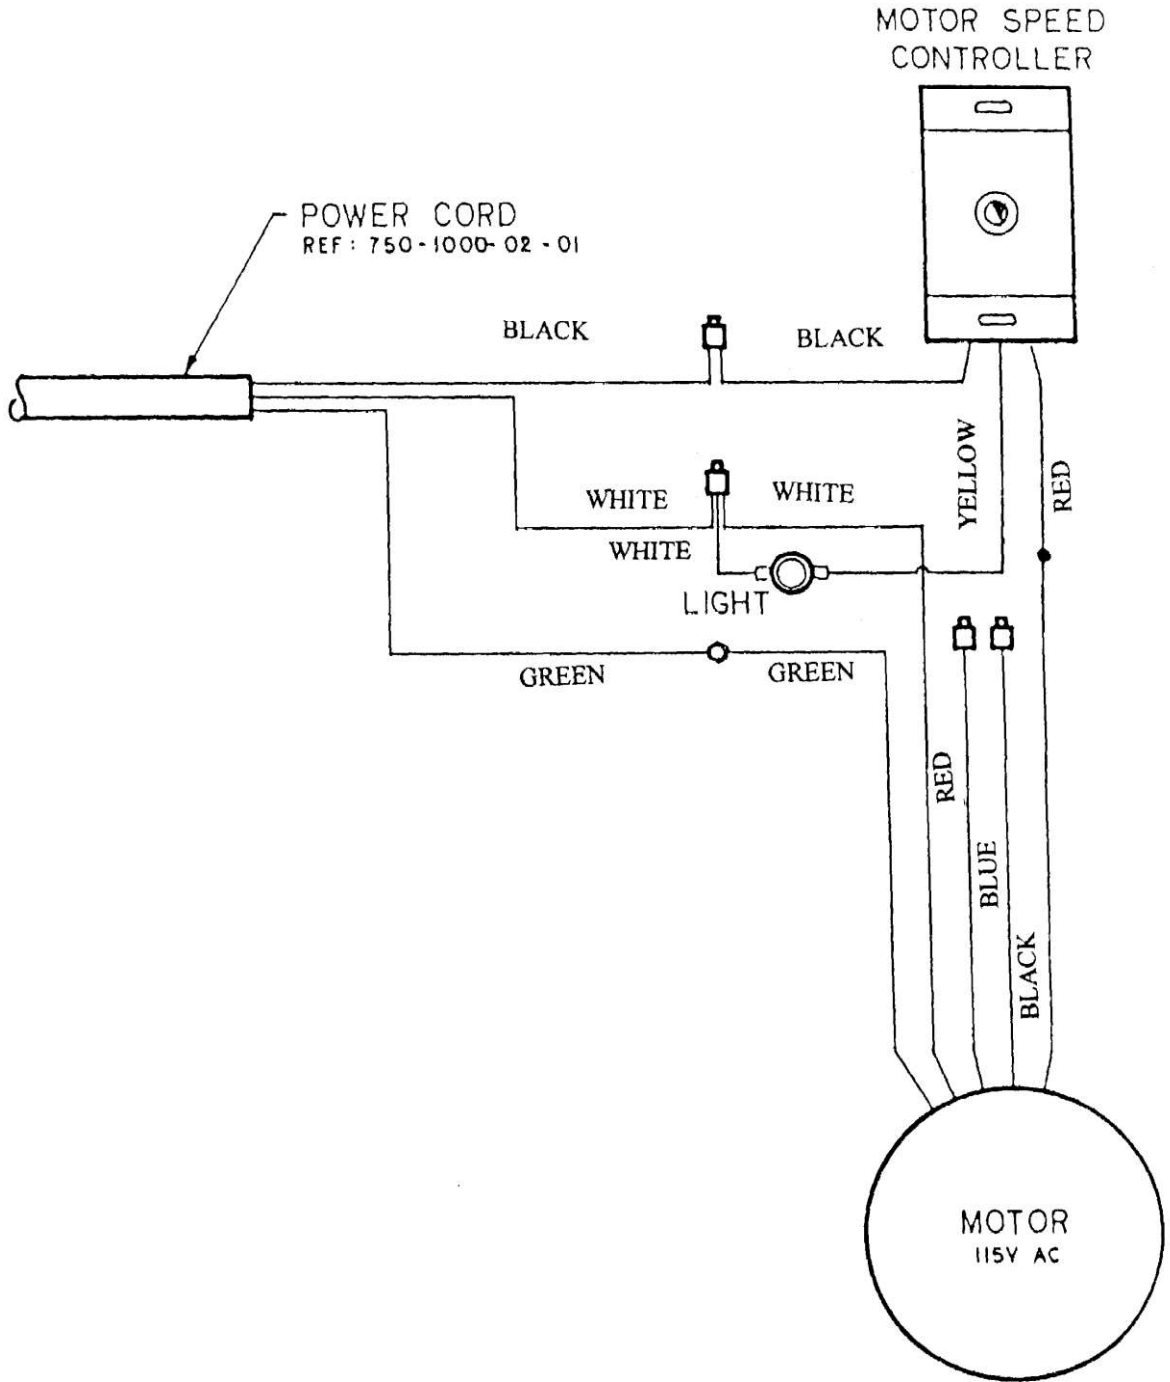 MOTOR SPEED
CONTROLLER
POWER CORD
REF: 750-1000-02-01
BLACK
BLACK
YELLOW
RED
WHITE
WHITE
WHITE
LIGHT
GREEN
GREEN
RED
BLUE
BLACK
MOTOR
115V AC